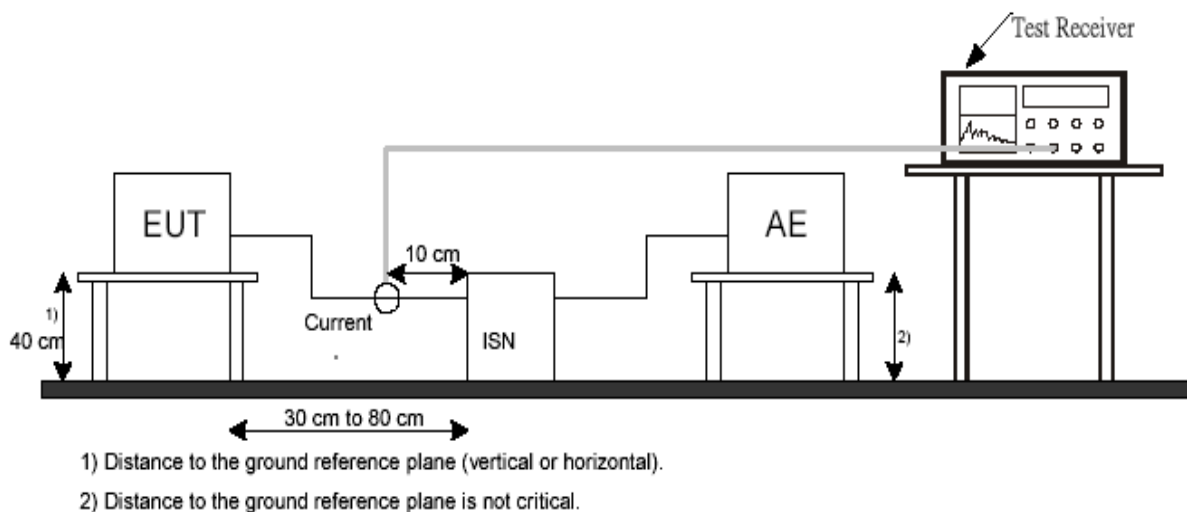 Test Receiver
EUT
AE
10 cm
Current
ISN
1)
40 cm
2)
30 cm to 80 cm
1) Distance to the ground reference plane (vertical or horizontal).
2) Distance to the ground reference plane is not critical.